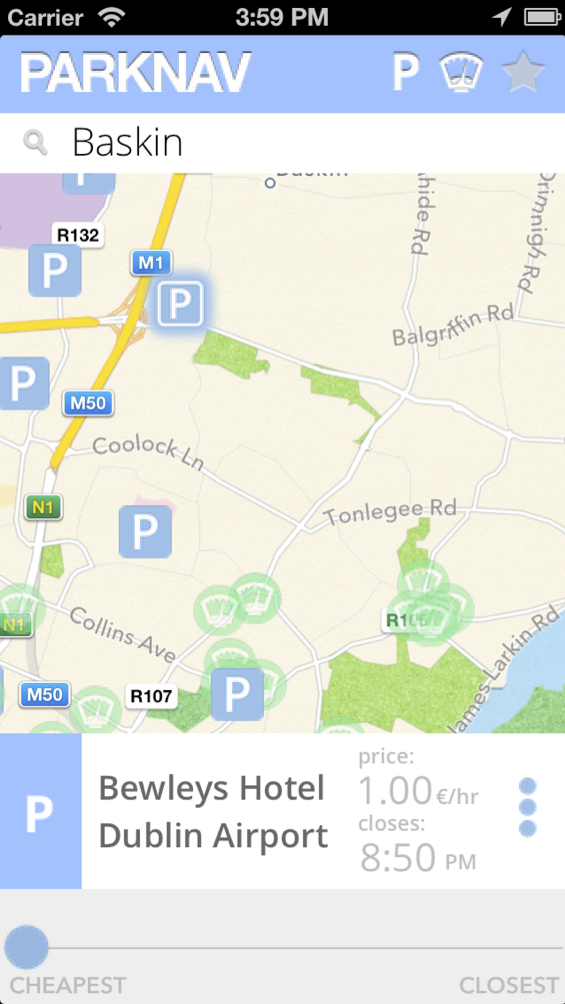 Carrier 3:59 PM
PARKNAV P
Baskin
P
R132
P
M1
P
Balgriffin Rd
P
M50
Coolock Ln
N1
P
Tonlegee Rd
N1
Collins Ave
M50
R107
P
James Larkin Rd
P
Bewleys Hotel
Dublin Airport
price:
1.00 €/hr
closes:
8:50 PM
CHEAPEST CLOSEST